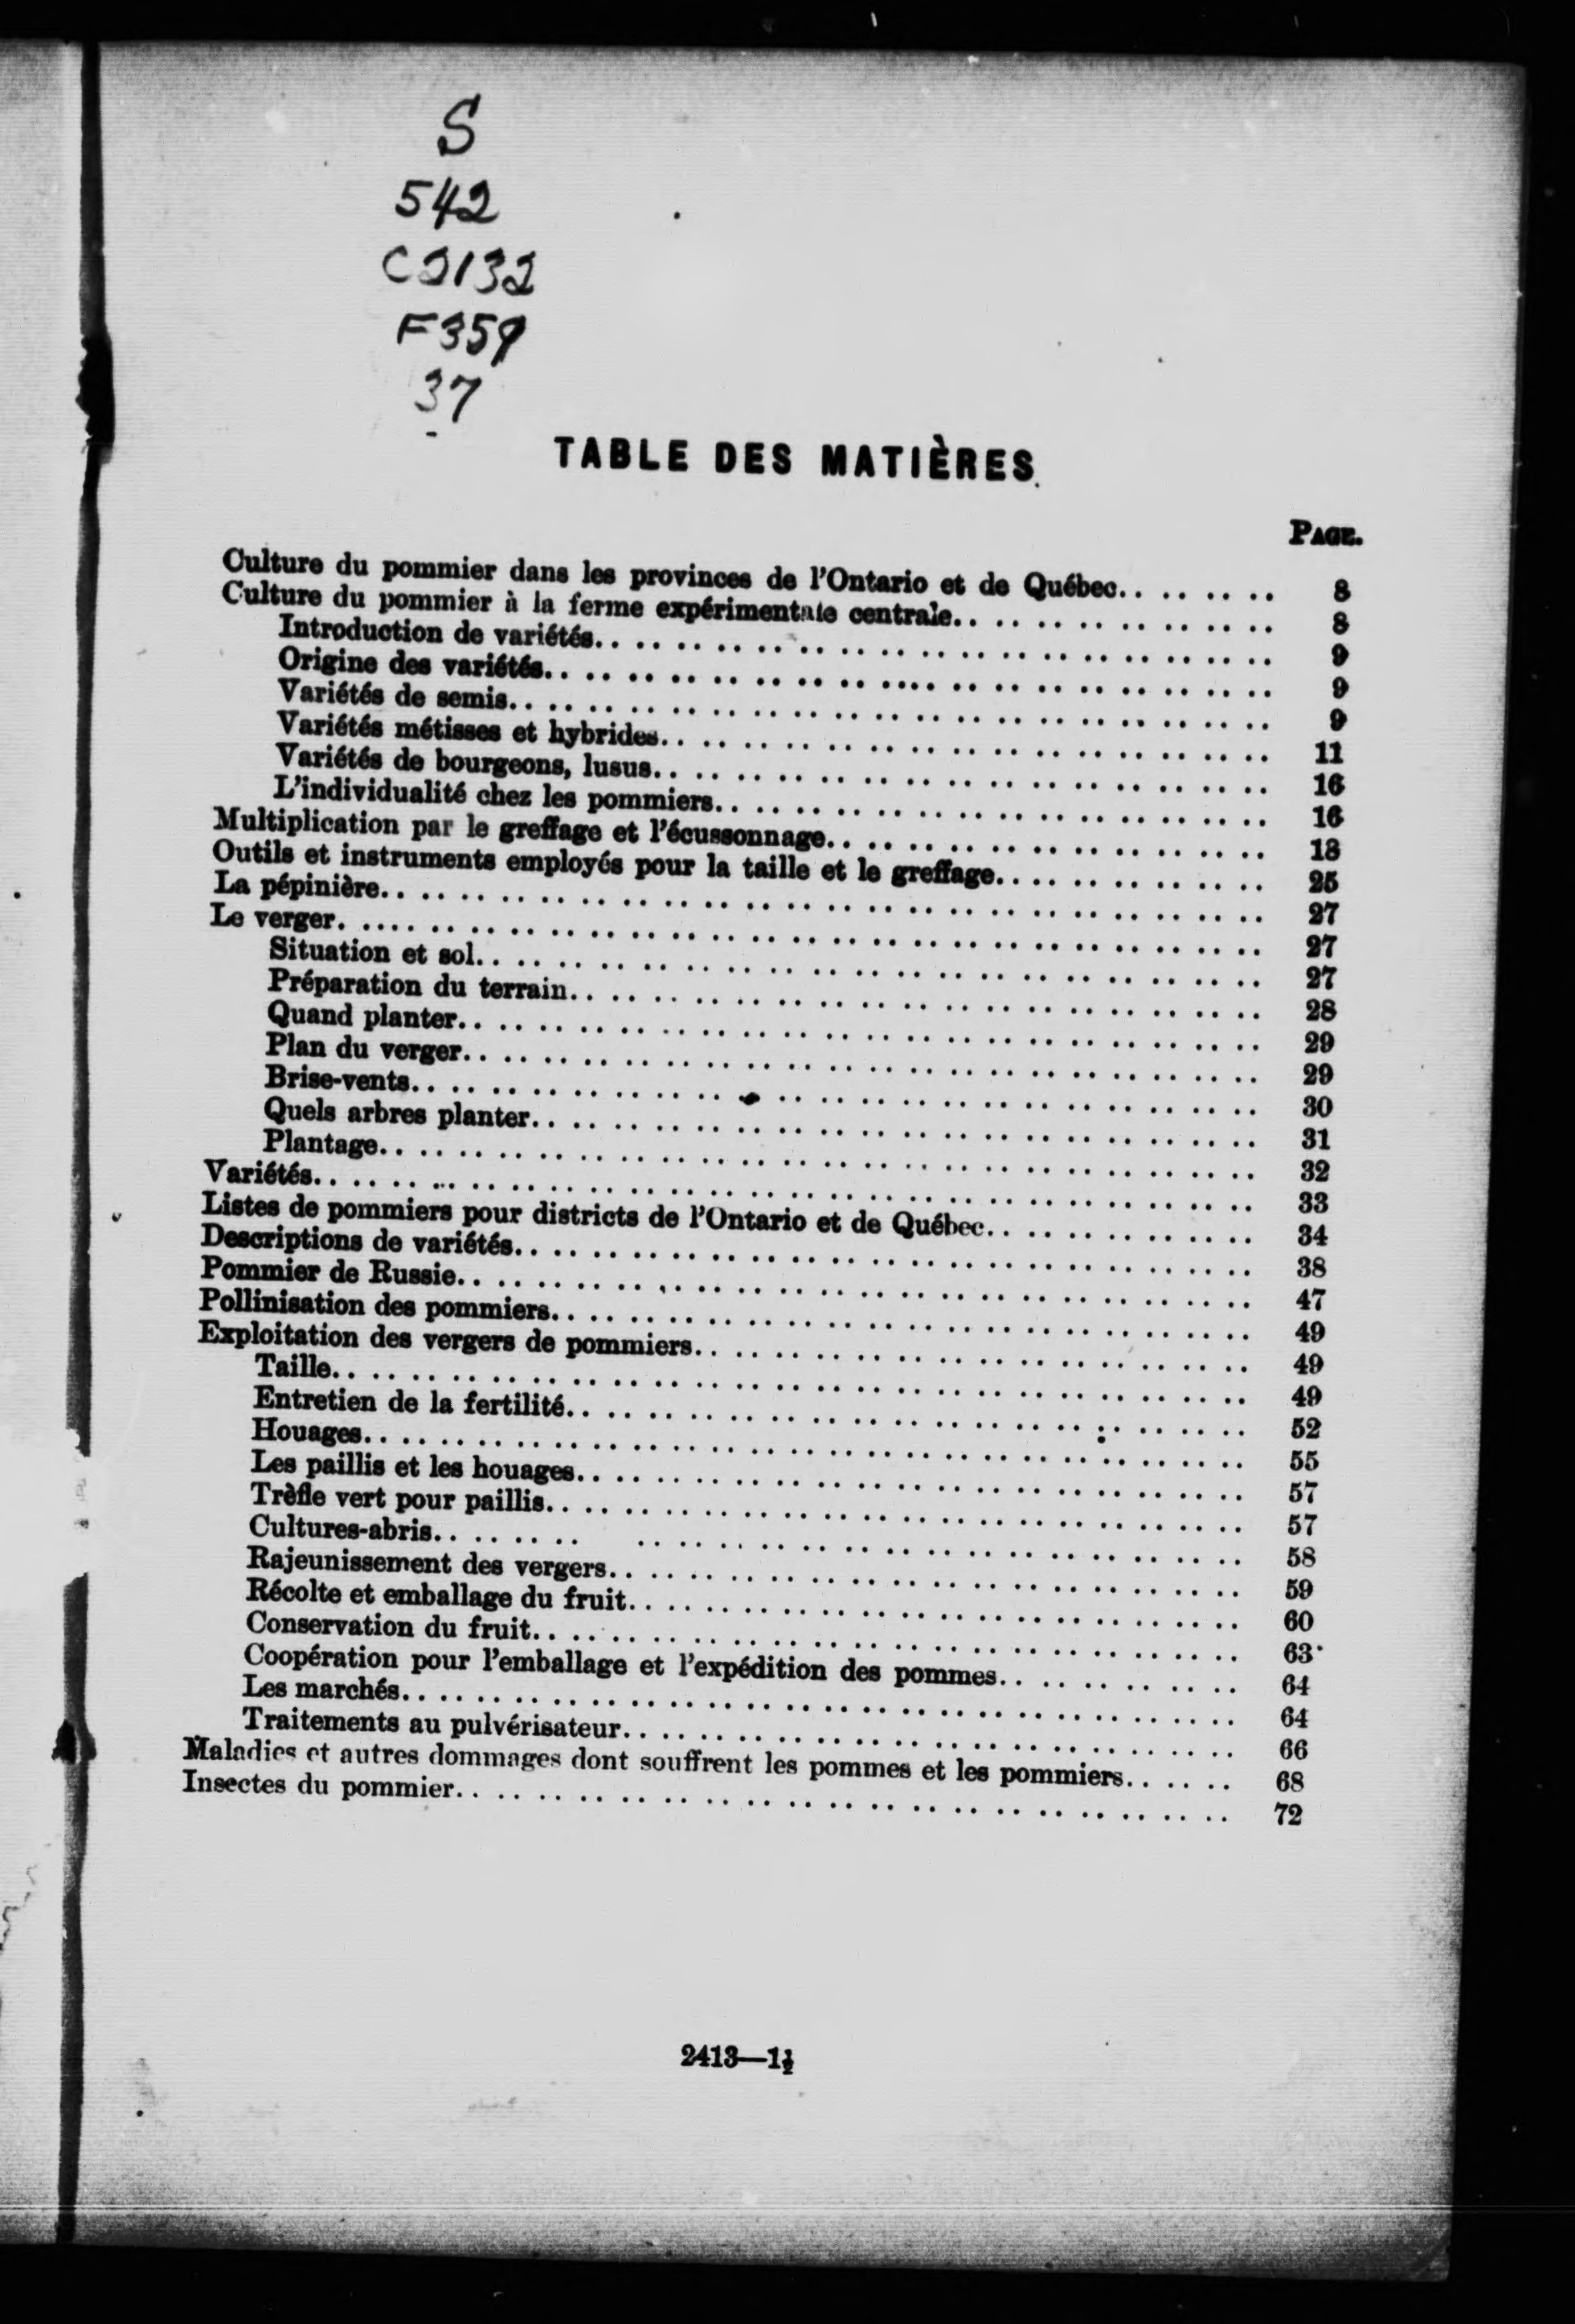 S
542
C2132
F359
37
TABLE DES MATIÈRES.
PAGE.
Culture du pommier dans les provinces de l'Ontario et de Québec........ 8
Culture du pommier à la ferme expérimentale centrale................ 8
Introduction de variétés................ 9
Origine des variétés................ 9
Variétés de semis................ 9
Variétés métisses et hybrides................ 11
Variétés de bourgeons, lusus................ 16
L'individualité chez les pommiers................ 16
Multiplication par le greffage et l'écussonnage................ 18
Outils et instruments employés pour la taille et le greffage................ 25
La pépinière................ 27
Le verger................ 27
Situation et sol................ 27
Préparation du terrain................ 28
Quand planter................ 29
Plan du verger................ 29
Brise-vents................ 30
Quels arbres planter................ 31
Plantage................ 32
Variétés................ 33
Listes de pommiers pour districts de l'Ontario et de Québec................ 34
Descriptions de variétés................ 38
Pommier de Russie................ 47
Pollinisation des pommiers................ 49
Exploitation des vergers de pommiers................ 49
Taille................ 49
Entretien de la fertilité................ 52
Houages................ 55
Les paillis et les houages................ 57
Trèfle vert pour paillis................ 57
Cultures-abris................ 58
Rajeunissement des vergers................ 59
Récolte et emballage du fruit................ 60
Conservation du fruit................ 63
Coopération pour l'emballage et l'expédition des pommes................ 64
Les marchés................ 64
Traitements au pulvérisateur................ 66
Maladies et autres dommages dont souffrent les pommes et les pommiers...... 68
Insectes du pommier................ 72
2413—1½